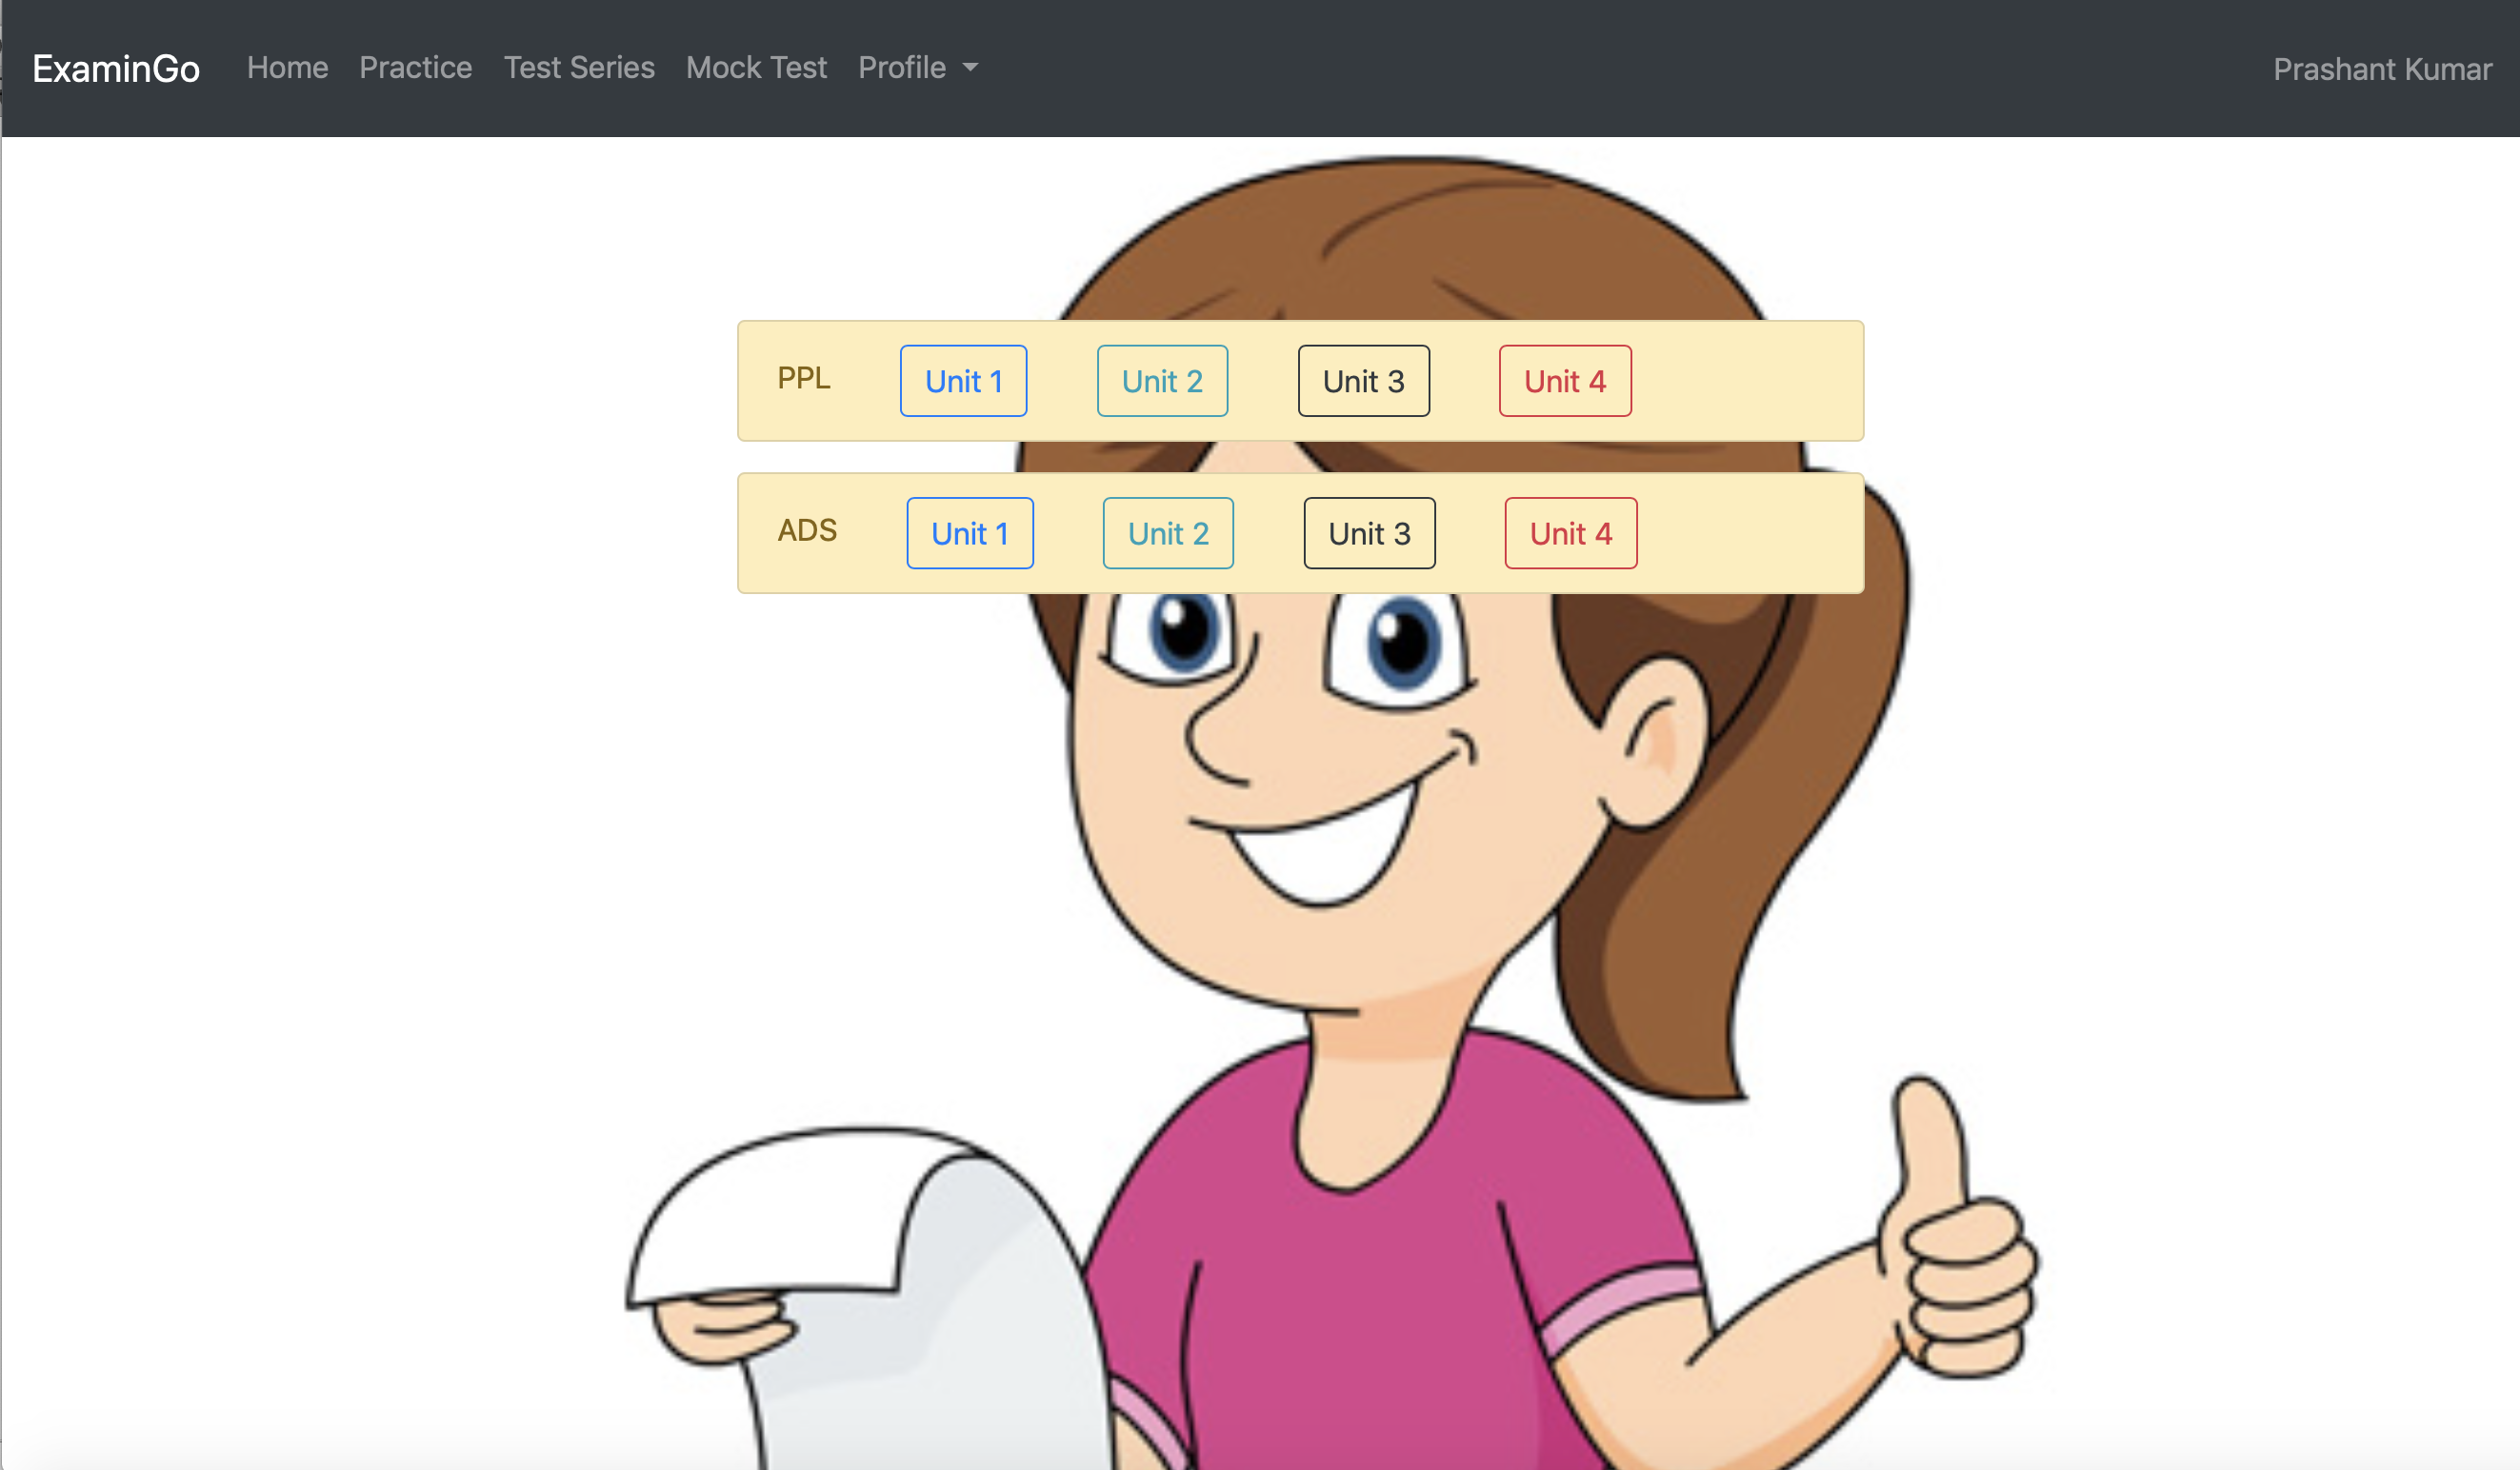 ExaminGo Home Practice Test Series Mock Test Profile Prashant Kumar
PPL Unit 1 Unit 2 Unit 3 Unit 4
ADS Unit 1 Unit 2 Unit 3 Unit 4